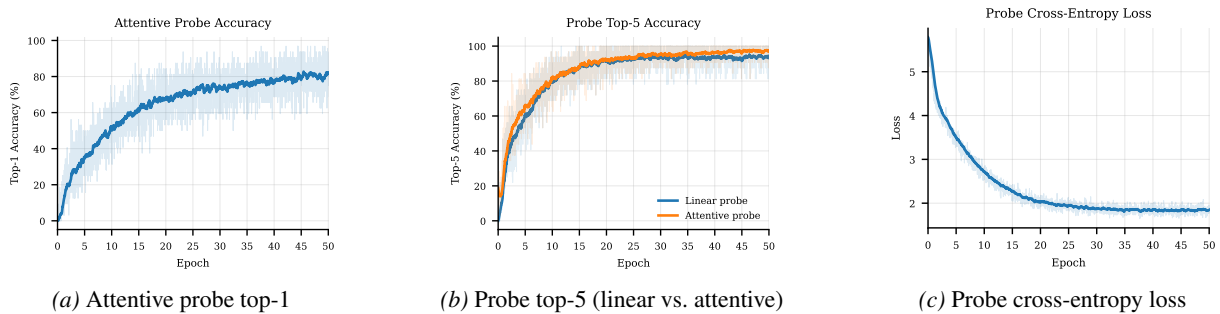 Attentive Probe Accuracy
100
80
60
40
20
0
Top-1 Accuracy (%)
0 5 10 15 20 25 30 35 40 45 50
Epoch
(a) Attentive probe top-1
Probe Top-5 Accuracy
100
80
60
40
20
0
Top-5 Accuracy (%)
Linear probe
Attentive probe
0 5 10 15 20 25 30 35 40 45 50
Epoch
(b) Probe top-5 (linear vs. attentive)
Probe Cross-Entropy Loss
5
4
3
2
Loss
0 5 10 15 20 25 30 35 40 45 50
Epoch
(c) Probe cross-entropy loss